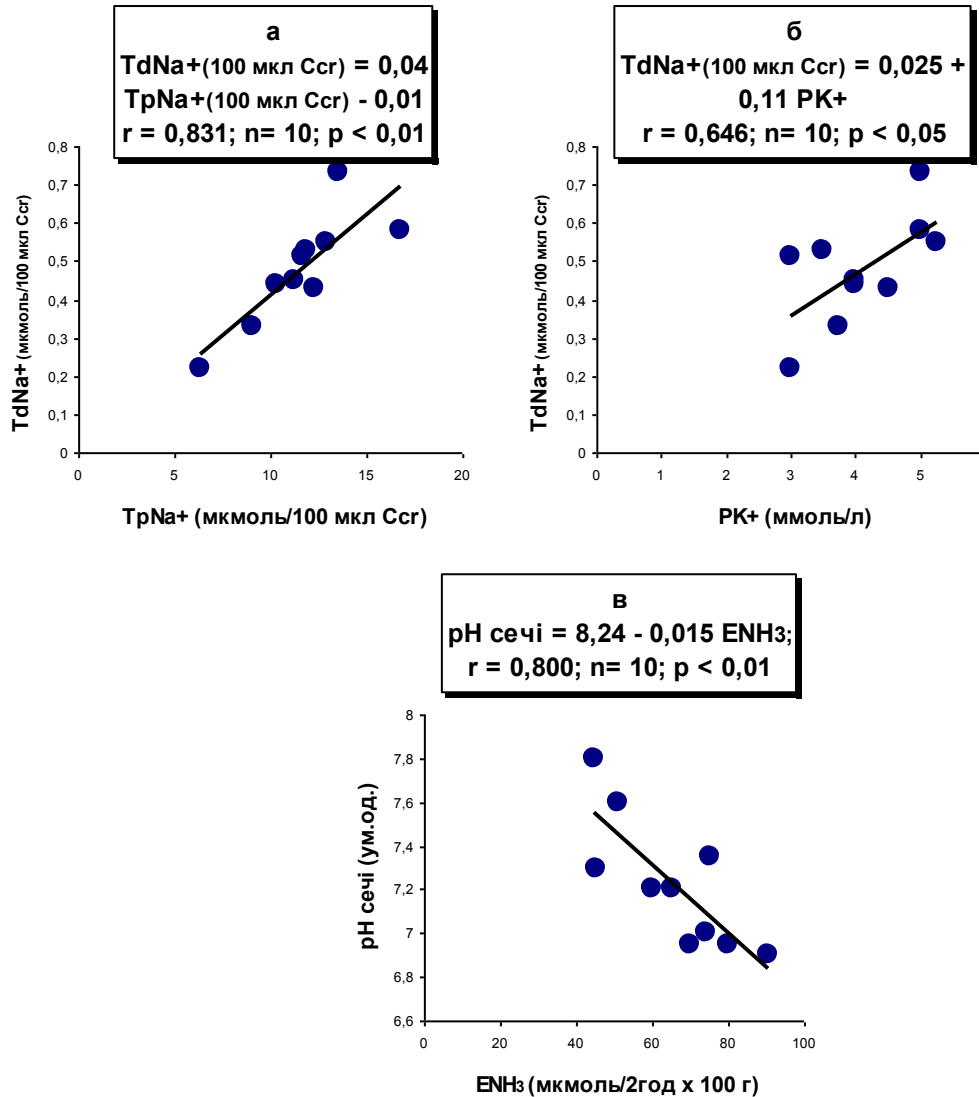 а
TdNa+(100 мкл Ccr) = 0,04
TpNa+(100 мкл Ccr) - 0,01
r = 0,831; n= 10; p < 0,01
0,8
0,7
0,6
0,5
0,4
0,3
0,2
0,1
0
0
5
10
15
20
TdNa+ (мкмоль/100 мкл Ccr)
TpNa+ (мкмоль/100 мкл Ccr)
б
TdNa+(100 мкл Ccr) = 0,025 +
0,11 PK+
r = 0,646; n= 10; p < 0,05
0,8
0,7
0,6
0,5
0,4
0,3
0,2
0,1
0
0
1
2
3
4
5
TdNa+ (мкмоль/100 мкл Ccr)
PK+ (ммоль/л)
в
pH сечі = 8,24 - 0,015 ENH3;
r = 0,800; n= 10; p < 0,01
8
7,8
7,6
7,4
7,2
7
6,8
6,6
0
20
40
60
80
100
pH сечі (ум.од.)
ENH3 (мкмоль/2год x 100 г)